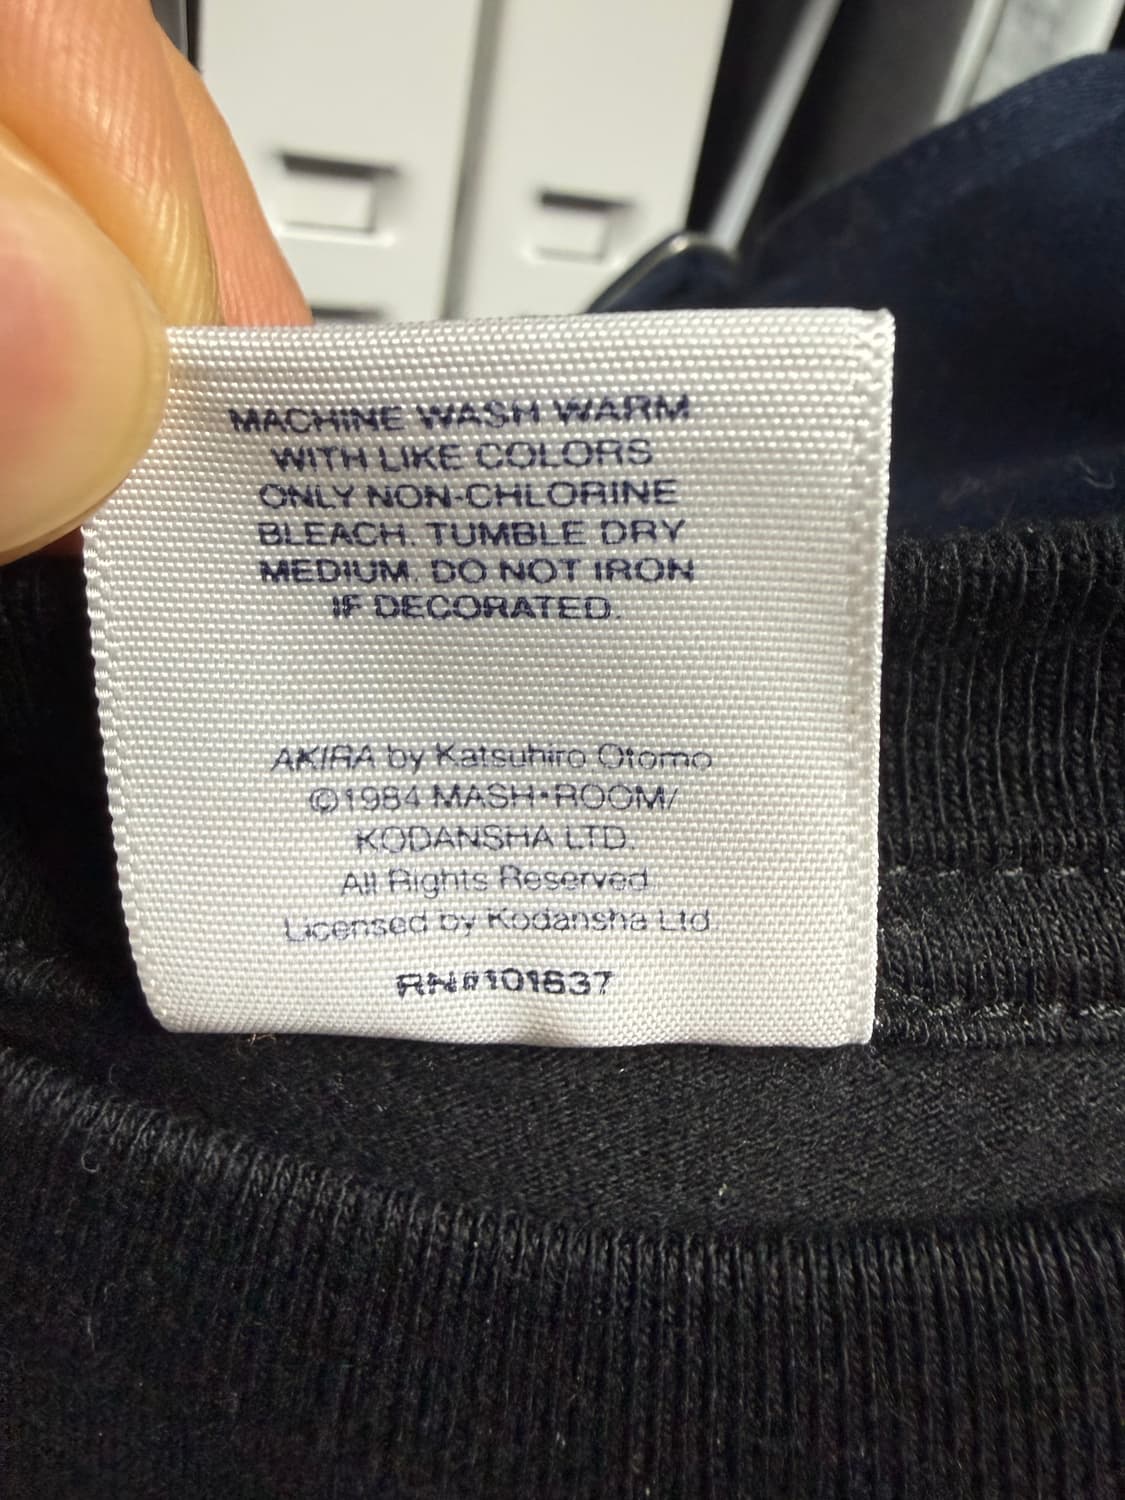 MACHINE WASH WARM
WITH LIKE COLORS
ONLY NON-CHLORINE
BLEACH. TUMBLE DRY
MEDIUM. DO NOT IRON
IF DECORATED.
AKIRA by Katsuhiro Otomo
©1984 MASH•ROOM/
KODANSHA LTD.
All Rights Reserved
Licensed by Kodansha Ltd.
RN#101637